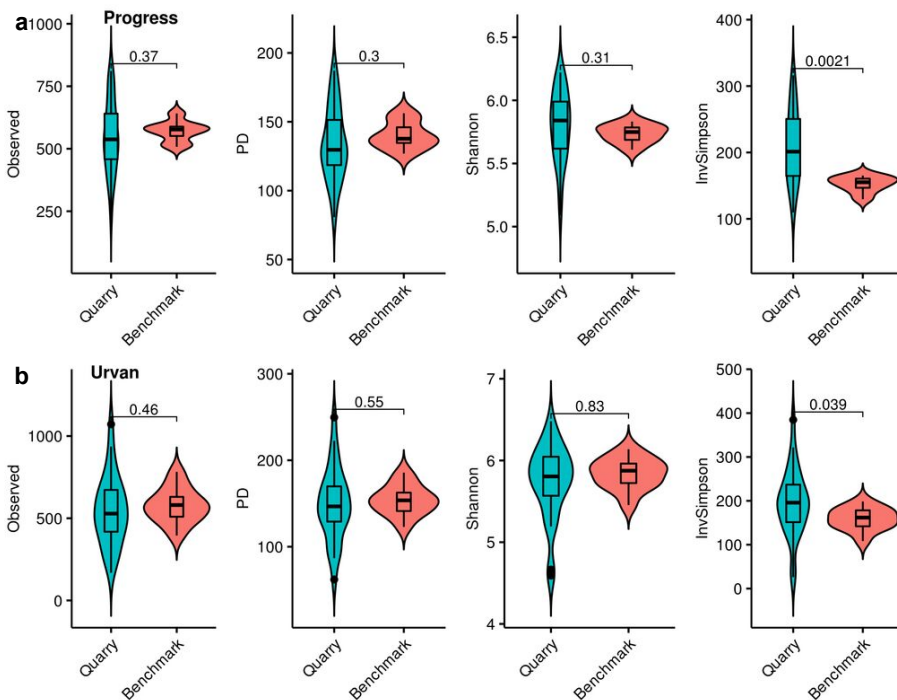 a
Progress
Observed
1000
750
500
250
0.37
Quarry
Benchmark
PD
200
150
100
50
0.3
Quarry
Benchmark
Shannon
6.5
6.0
5.5
5.0
0.31
Quarry
Benchmark
InvSimpson
400
300
200
100
0.0021
Quarry
Benchmark
b
Urvan
Observed
1000
500
0
0.46
Quarry
Benchmark
PD
300
200
100
0.55
Quarry
Benchmark
Shannon
7
6
5
4
0.83
Quarry
Benchmark
InvSimpson
500
400
300
200
100
0
0.039
Quarry
Benchmark